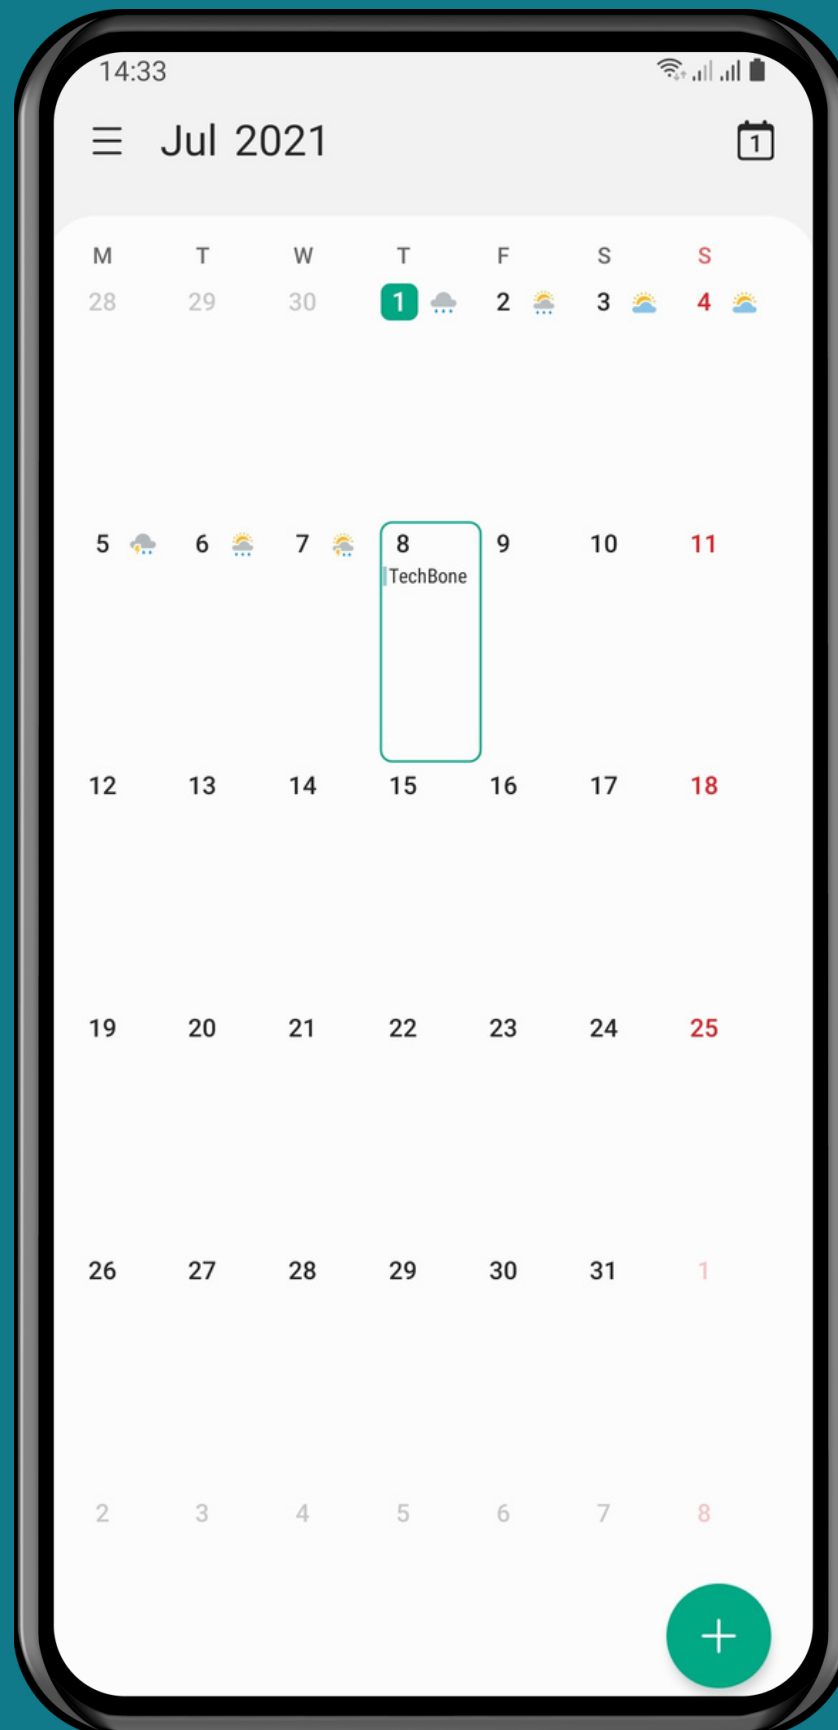 14:33
Jul 2021
1
M T W T F S S
28 29 30 1 2 3 4
5 6 7 8 9 10 11
TechBone
12 13 14 15 16 17 18
19 20 21 22 23 24 25
26 27 28 29 30 31 1
2 3 4 5 6 7 8